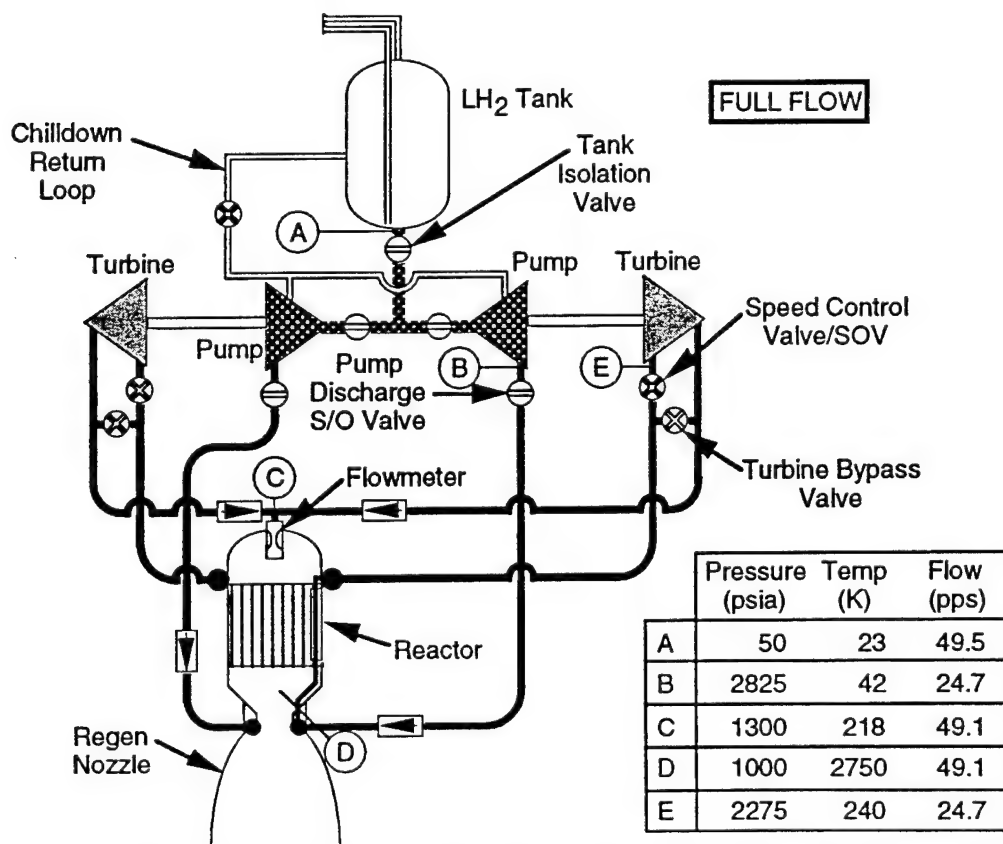 LH2 Tank
FULL FLOW
Chilldown
Return
Loop
Tank
Isolation
Valve
A
Turbine
Pump
Turbine
Speed Control
Valve/SOV
Pump
Pump
Discharge
S/O Valve
B
E
C
Flowmeter
Turbine Bypass
Valve
Reactor
Regen
Nozzle
D
Pressure Temp Flow
(psia) (K) (pps)
A 50 23 49.5
B 2825 42 24.7
C 1300 218 49.1
D 1000 2750 49.1
E 2275 240 24.7